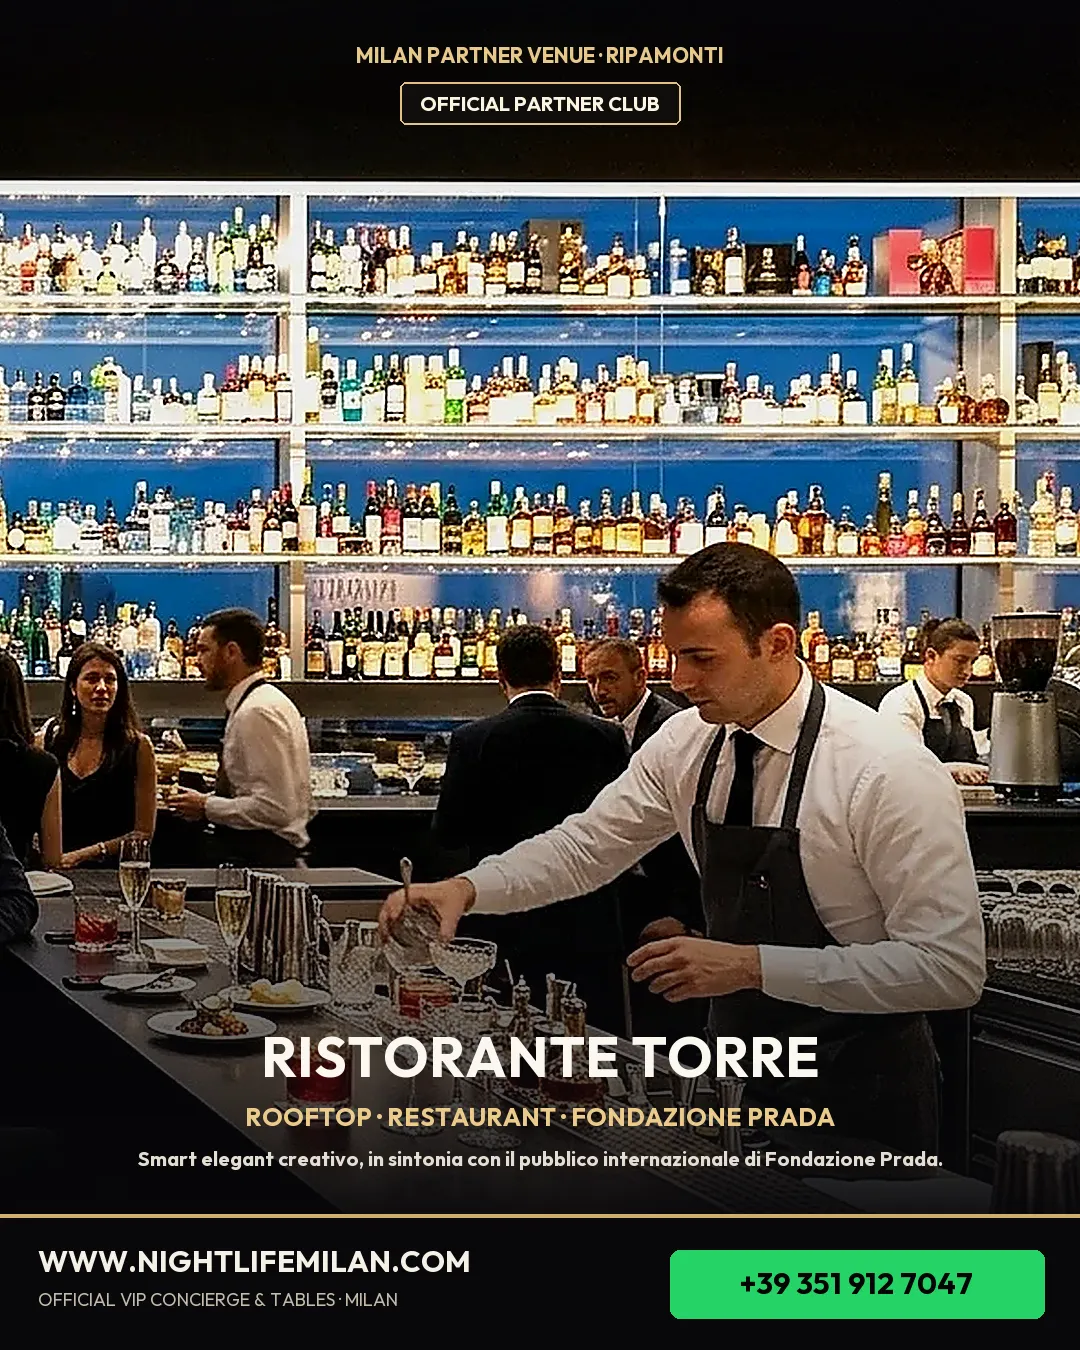 MILAN PARTNER VENUE · RIPAMONTI
OFFICIAL PARTNER CLUB
RISTORANTE TORRE
ROOFTOP · RESTAURANT · FONDAZIONE PRADA
Smart elegant creativo, in sintonia con il pubblico internazionale di Fondazione Prada.
WWW.NIGHTLIFEMILAN.COM
+39 351 912 7047
OFFICIAL VIP CONCIERGE & TABLES · MILAN